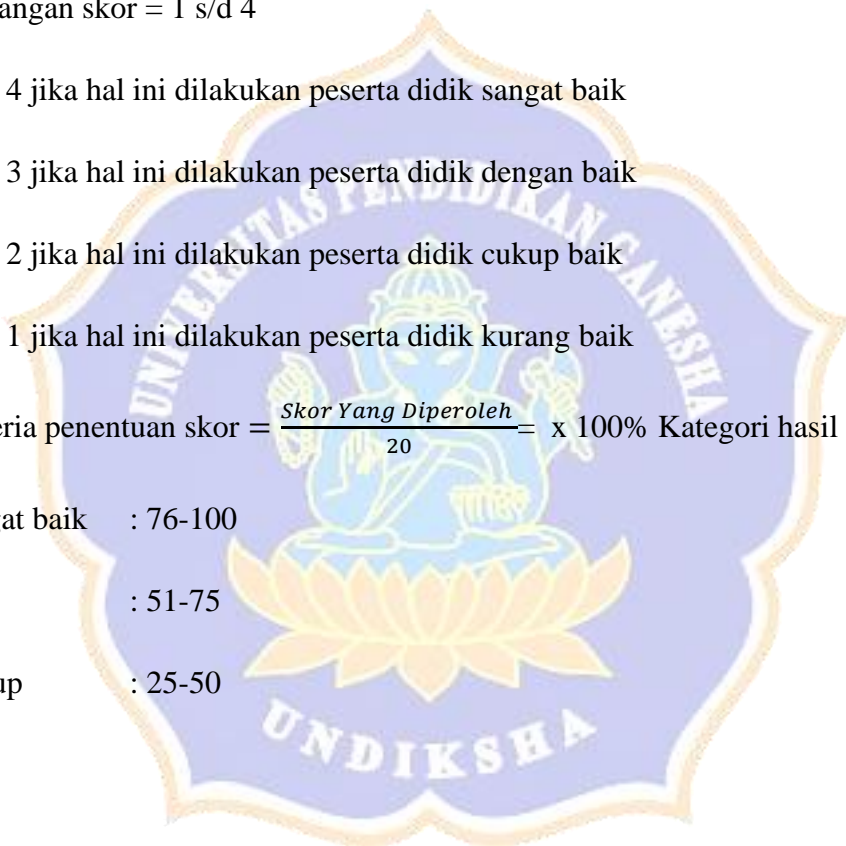 angan skor = 1 s/d 4
4 jika hal ini dilakukan peserta didik sangat baik
3 jika hal ini dilakukan peserta didik dengan baik
2 jika hal ini dilakukan peserta didik cukup baik
1 jika hal ini dilakukan peserta didik kurang baik
eria penentuan skor = Skor Yang Diperoleh / 20 = x 100% Kategori hasil
at baik : 76-100
: 51-75
up : 25-50
UNIVERSITAS PENDIDIKAN GANESHA
UNDIKSHA